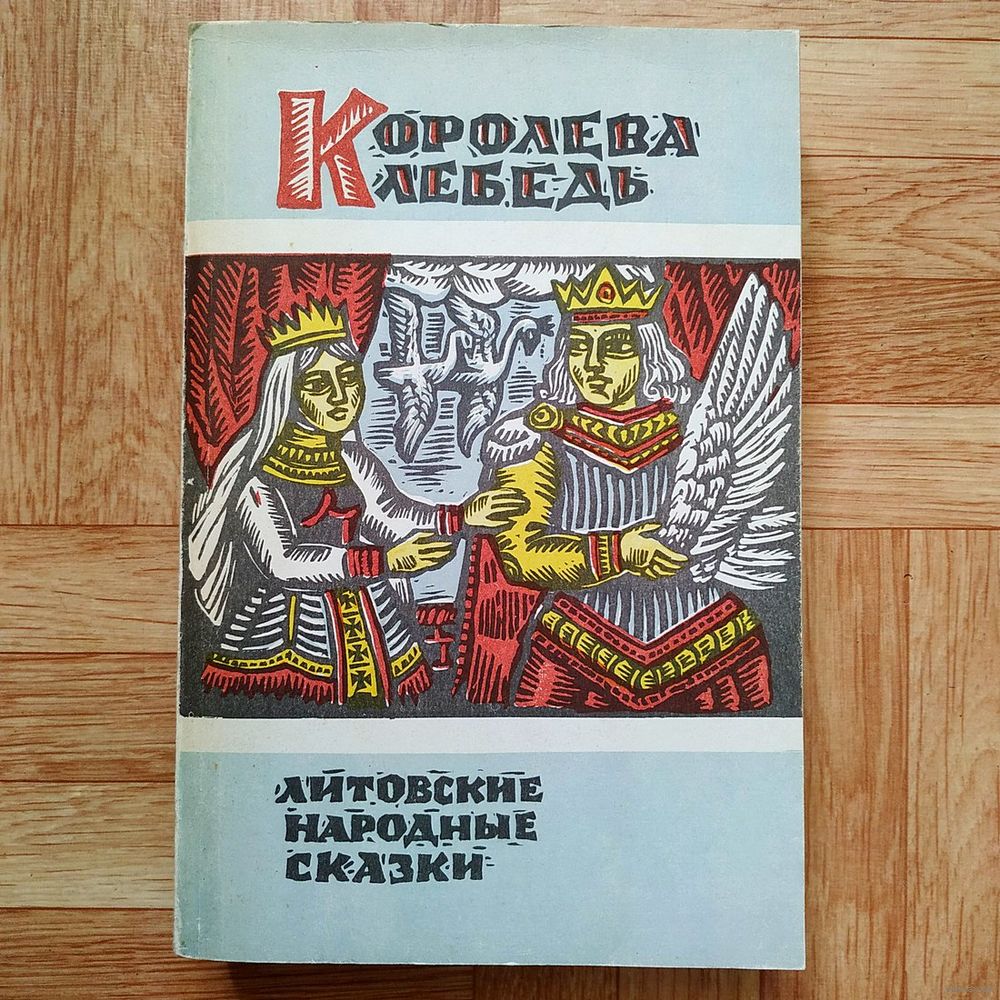 Королева
лебедь
литовские
народные
сказки